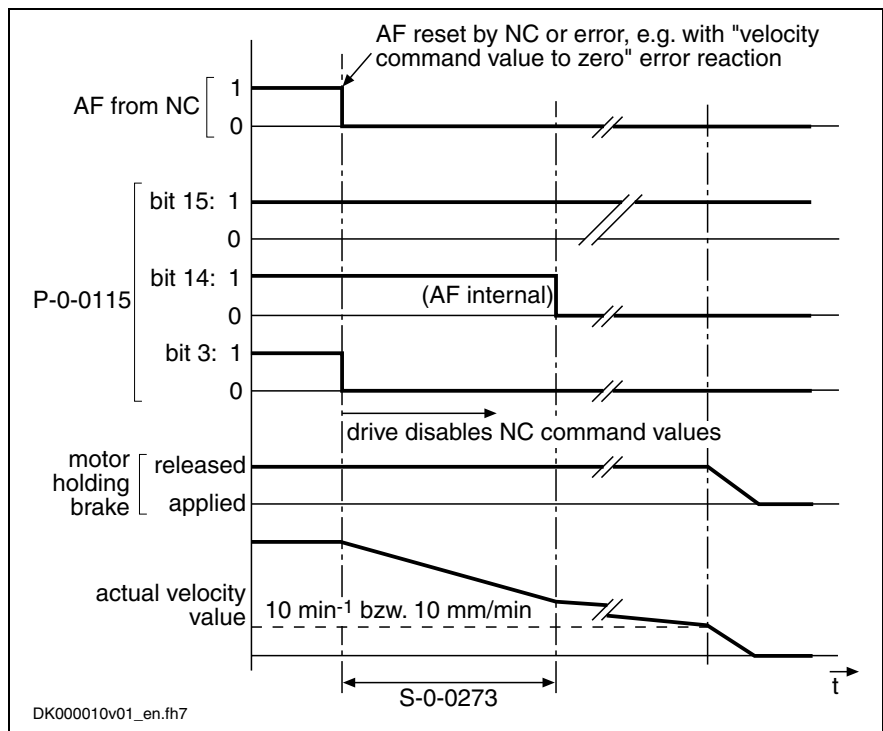 AF reset by NC or error, e.g. with "velocity
command value to zero" error reaction
AF from NC
1
0
P-0-0115
bit 15: 1
0
bit 14: 1
(AF internal)
0
bit 3: 1
0
drive disables NC command values
motor
holding
brake
released
applied
actual velocity
value
10 min-1 bzw. 10 mm/min
t
S-0-0273
DK000010v01_en.fh7